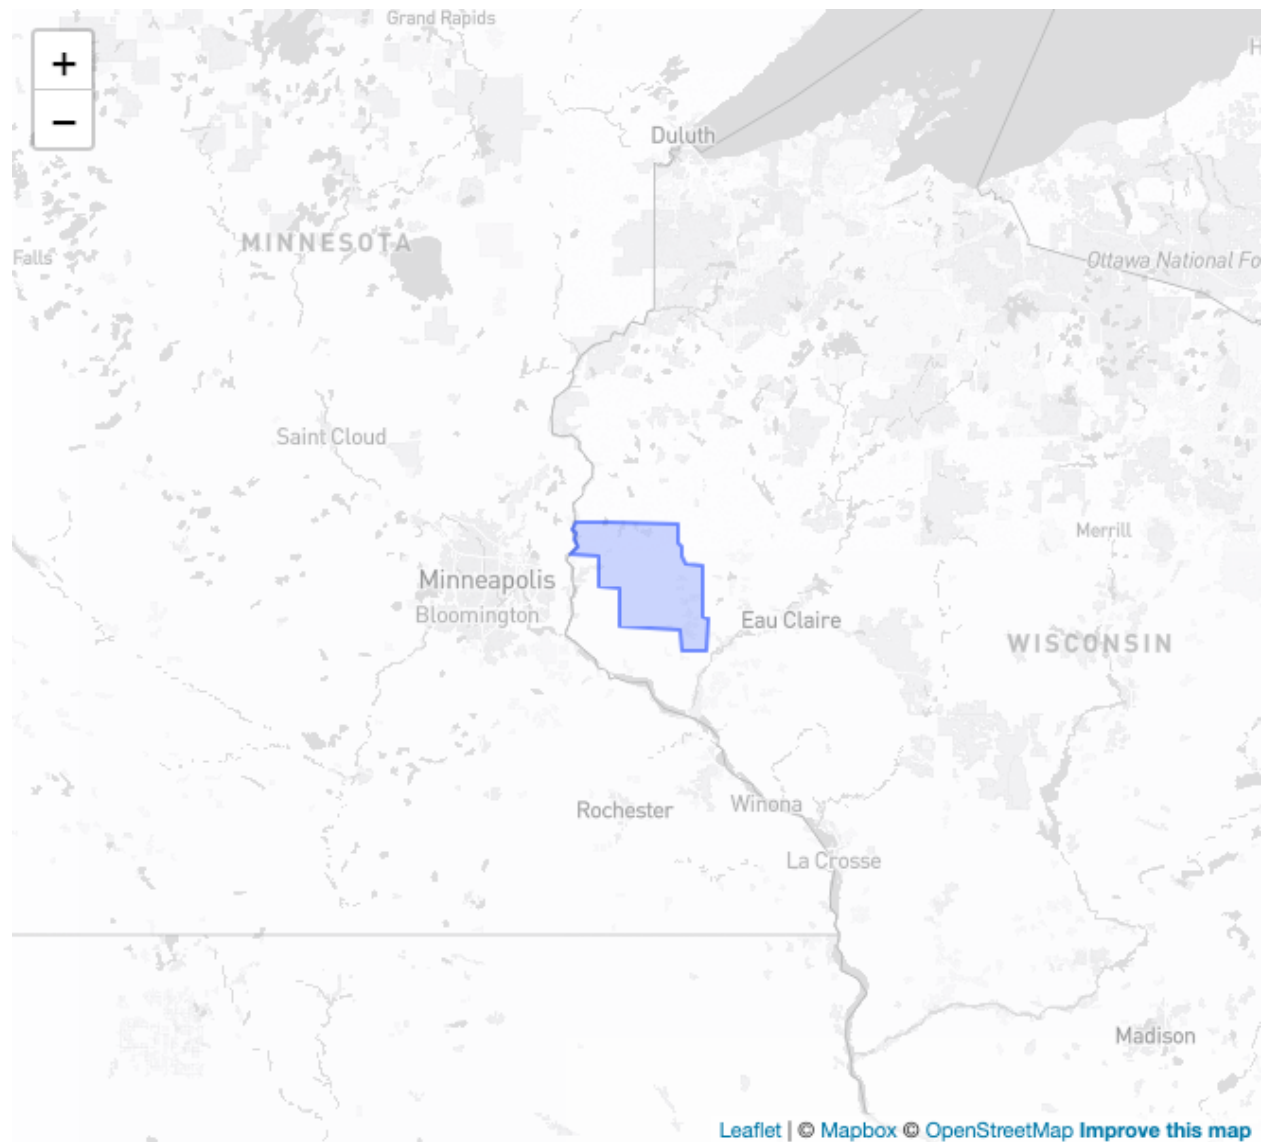 Grand Rapids
H
+
Duluth
−
MINNESOTA
Falls
Ottawa National Fo
Saint Cloud
Merrill
Minneapolis
Bloomington
Eau Claire
WISCONSIN
Rochester
Winona
La Crosse
Madison
Leaflet | © Mapbox © OpenStreetMap Improve this map